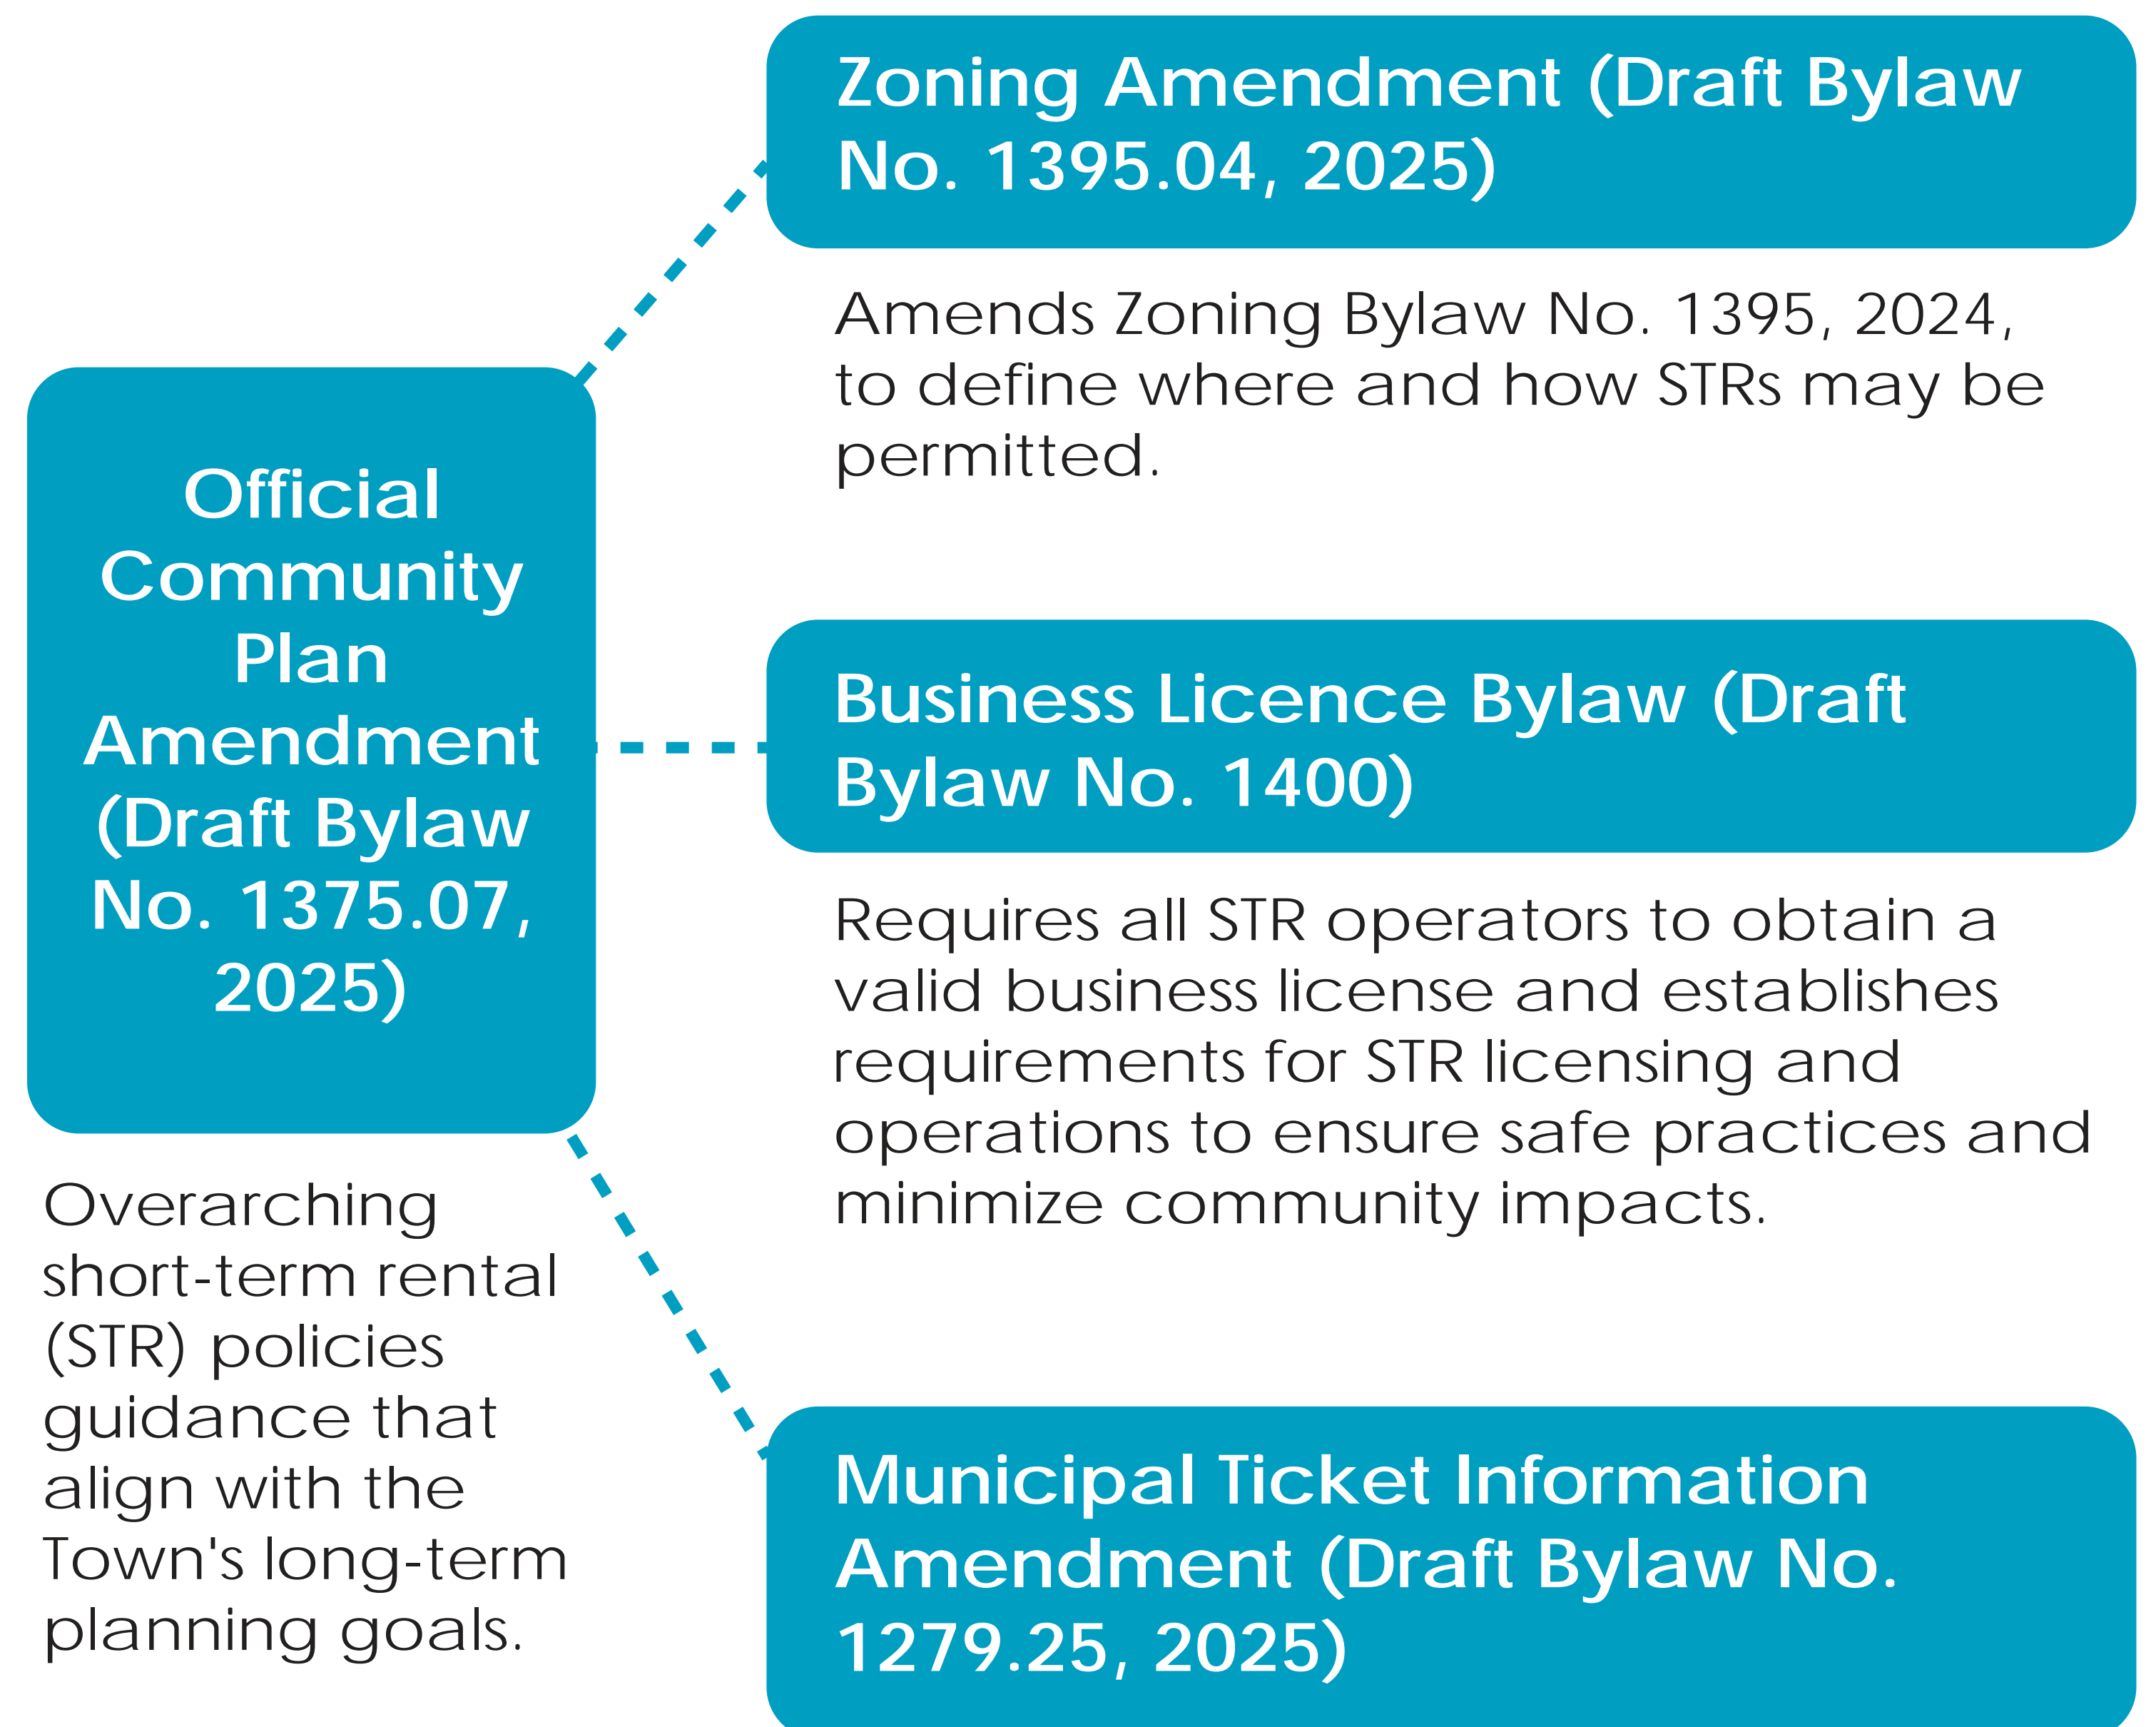 Official
Community
Plan
Amendment
(Draft Bylaw
No. 1375.07,
2025)
Overarching
short-term rental
(STR) policies
guidance that
align with the
Town's long-term
planning goals.
Zoning Amendment (Draft Bylaw
No. 1395.04, 2025)
Amends Zoning Bylaw No. 1395, 2024,
to define where and how STRs may be
permitted.
Business Licence Bylaw (Draft
Bylaw No. 1400)
Requires all STR operators to obtain a
valid business license and establishes
requirements for STR licensing and
operations to ensure safe practices and
minimize community impacts.
Municipal Ticket Information
Amendment (Draft Bylaw No.
1279.25, 2025)